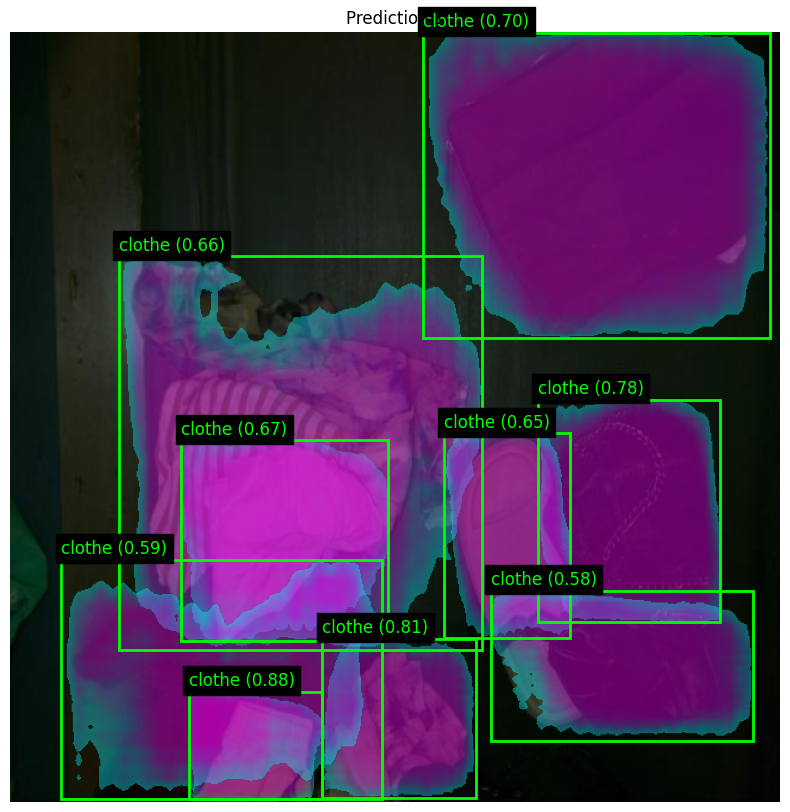 Predictio
clothe (0.70)
clothe (0.66)
clothe (0.78)
clothe (0.67)
clothe (0.65)
clothe (0.59)
clothe (0.58)
clothe (0.81)
clothe (0.88)